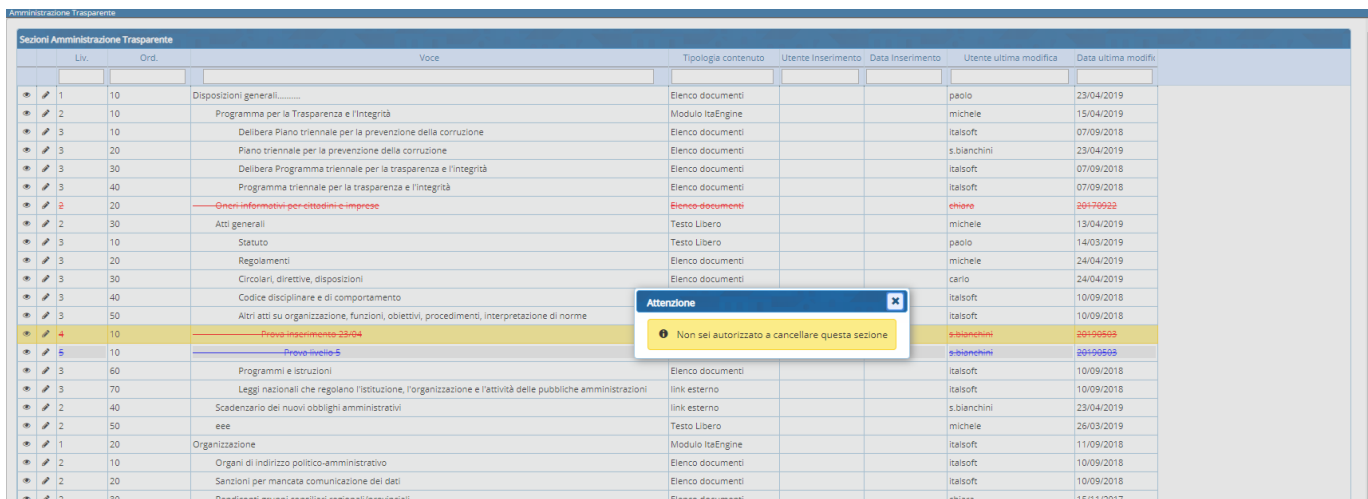 Amministrazione Trasparente
Sezioni Amministrazione Trasparente
Liv. Ord. Voce Tipologia contenuto Utente Inserimento Data Inserimento Utente ultima modifica Data ultima modific
1 10 Disposizioni generali.......... Elenco documenti paolo 23/04/2019
2 10 Programma per la Trasparenza e l'Integrità Modulo ItaEngine michele 15/04/2019
3 10 Delibera Piano triennale per la prevenzione della corruzione Elenco documenti italsoft 07/09/2018
3 20 Piano triennale per la prevenzione della corruzione Elenco documenti s.bianchini 23/04/2019
3 30 Delibera Programma triennale per la trasparenza e l'integrità Elenco documenti italsoft 07/09/2018
3 40 Programma triennale per la trasparenza e l'integrità Elenco documenti italsoft 07/09/2018
2 20 Oneri informativi per cittadini e imprese Elenco documenti chiara 20170922
2 30 Atti generali Testo Libero michele 13/04/2019
3 10 Statuto Testo Libero paolo 14/03/2019
3 20 Regolamenti Elenco documenti michele 24/04/2019
3 30 Circolari, direttive, disposizioni Elenco documenti carlo 24/04/2019
3 40 Codice disciplinare e di comportamento italsoft 10/09/2018
3 50 Altri atti su organizzazione, funzioni, obiettivi, procedimenti, interpretazione di norme italsoft 10/09/2018
4 10 Prova Inserimento 23/04 s.bianchini 20190503
5 10 Prova livello 5 s.bianchini 20190503
Attenzione
Non sei autorizzato a cancellare questa sezione
3 60 Programmi e istruzioni Elenco documenti italsoft 10/09/2018
3 70 Leggi nazionali che regolano l'istituzione, l'organizzazione e l'attività delle pubbliche amministrazioni link esterno italsoft 10/09/2018
2 40 Scadenzario dei nuovi obblighi amministrativi link esterno s.bianchini 23/04/2019
2 50 eee Testo Libero michele 26/03/2019
1 20 Organizzazione Modulo ItaEngine italsoft 11/09/2018
2 10 Organi di indirizzo politico-amministrativo Elenco documenti italsoft 10/09/2018
2 20 Sanzioni per mancata comunicazione dei dati Elenco documenti italsoft 10/09/2018
2 30 Rendiconti gruppi consiliari regionali/provinciali Elenco documenti chiara 15/11/2017